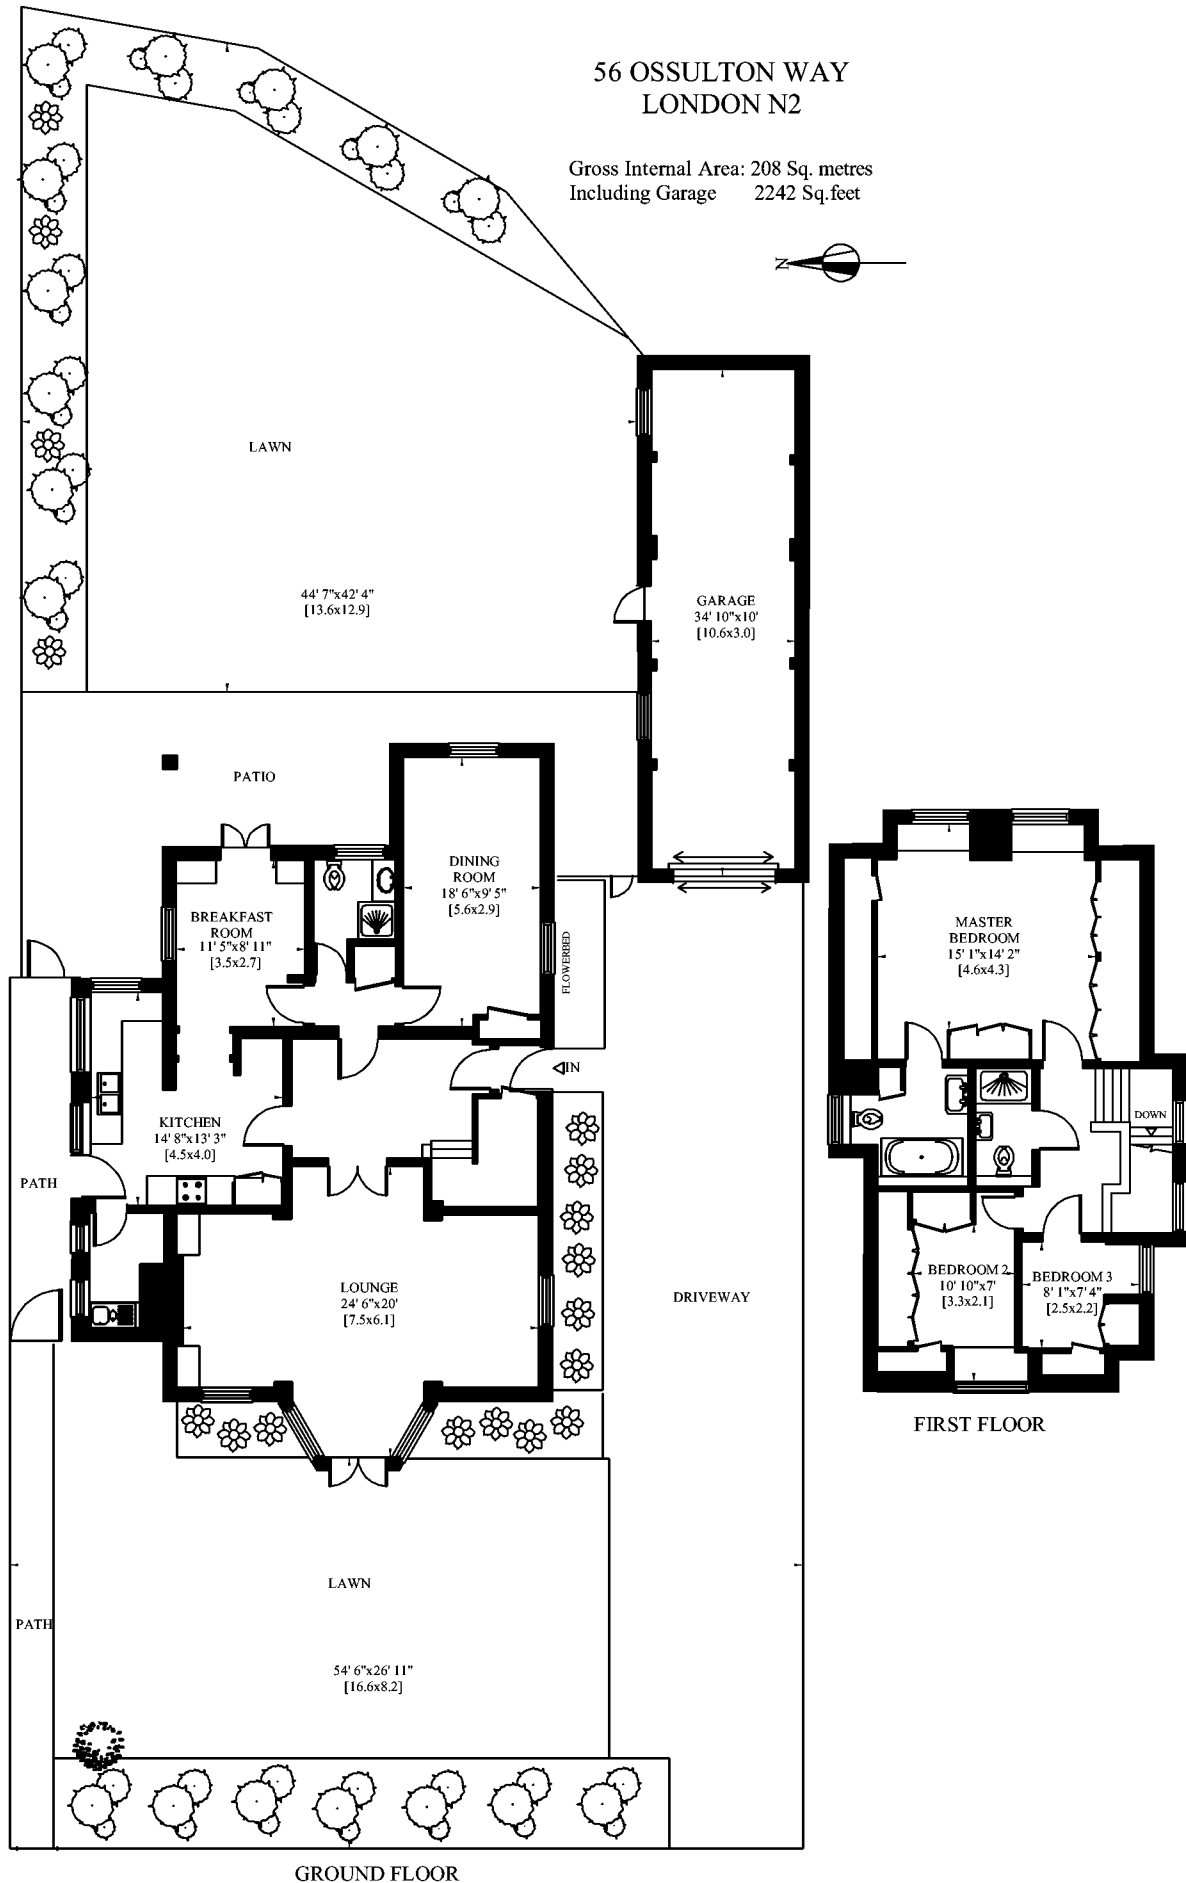 56 OSSULTON WAY
LONDON N2
Gross Internal Area: 208 Sq. metres
Including Garage 2242 Sq.feet
N
LAWN
44' 7"x42' 4"
[13.6x12.9]
GARAGE
34' 10"x10'
[10.6x3.0]
PATIO
DINING
ROOM
18' 6"x9' 5"
[5.6x2.9]
BREAKFAST
ROOM
11' 5"x8' 11"
[3.5x2.7]
FLOWERBED
IN
KITCHEN
14' 8"x13' 3"
[4.5x4.0]
PATH
LOUNGE
24' 6"x20'
[7.5x6.1]
DRIVEWAY
MASTER
BEDROOM
15' 1"x14' 2"
[4.6x4.3]
DOWN
BEDROOM 2
10' 10"x7'
[3.3x2.1]
BEDROOM 3
8' 1"x7' 4"
[2.5x2.2]
FIRST FLOOR
LAWN
PATH
54' 6"x26' 11"
[16.6x8.2]
GROUND FLOOR